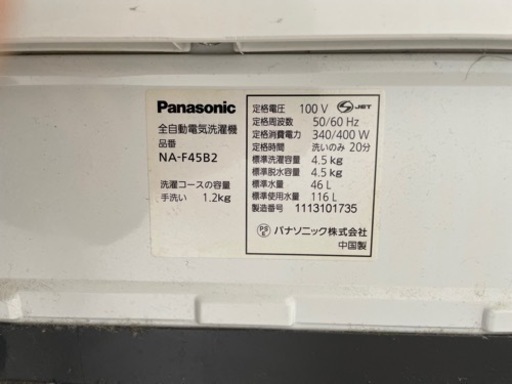 Panasonic
全自動電気洗濯機
品番
NA-F45B2
洗濯コースの容量
手洗い 1.2kg
定格電圧 100 V
S JET
定格周波数 50/60 Hz
定格消費電力 340/400 W
定格時間 洗いのみ 20分
標準洗濯容量 4.5 kg
標準脱水容量 4.5 kg
標準水量 46 L
標準使用水量 116 L
製造番号 1113101735
PS E パナソニック株式会社
中国製